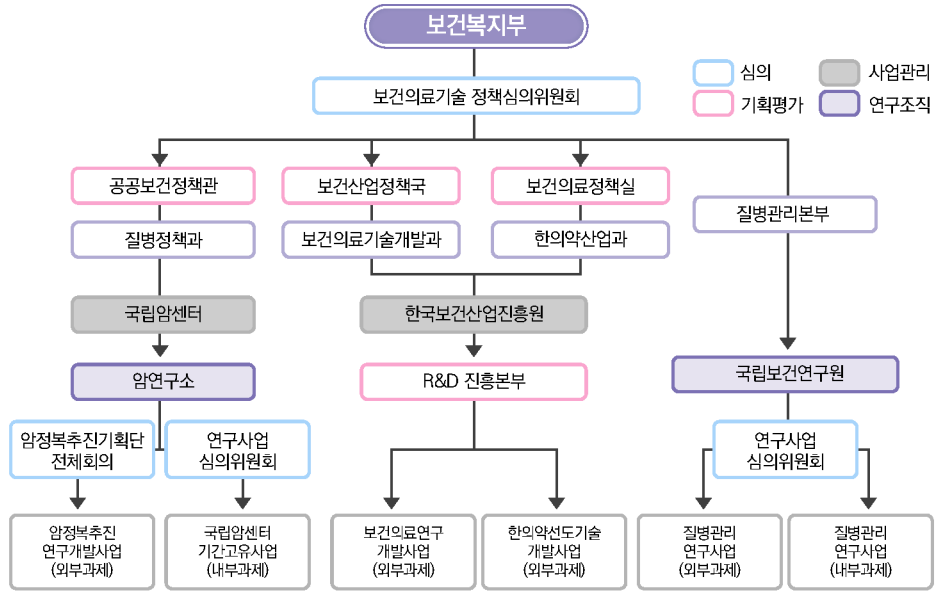 보건복지부
보건의료기술 정책심의위원회
심의
사업관리
기획평가
연구조직
공공보건정책관
보건산업정책국
보건의료정책실
질병관리본부
질병정책과
보건의료기술개발과
한의약산업과
국립암센터
한국보건산업진흥원
암연구소
R&D 진흥본부
국립보건연구원
암정복추진기획단
전체회의
연구사업
심의위원회
연구사업
심의위원회
암정복추진
연구개발사업
(외부과제)
국립암센터
기간고유사업
(내부과제)
보건의료연구
개발사업
(외부과제)
한의약선도기술
개발사업
(외부과제)
질병관리
연구사업
(외부과제)
질병관리
연구사업
(내부과제)